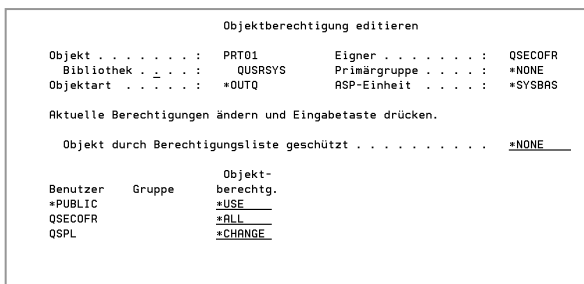 Objektberechtigung editieren
Objekt . . . . . . . : PRT01 Eigner . . . . . . . : QSECOFR
Bibliothek . . . : QUSRSYS Primärgruppe . . . . : *NONE
Objektart . . . . . : *OUTQ ASP-Einheit . . . . : *SYSBAS
Aktuelle Berechtigungen ändern und Eingabetaste drücken.
Objekt durch Berechtigungsliste geschützt . . . . . . . . . . *NONE
Objekt-
Benutzer Gruppe berechtg.
*PUBLIC *USE
QSECOFR *ALL
QSPL *CHANGE